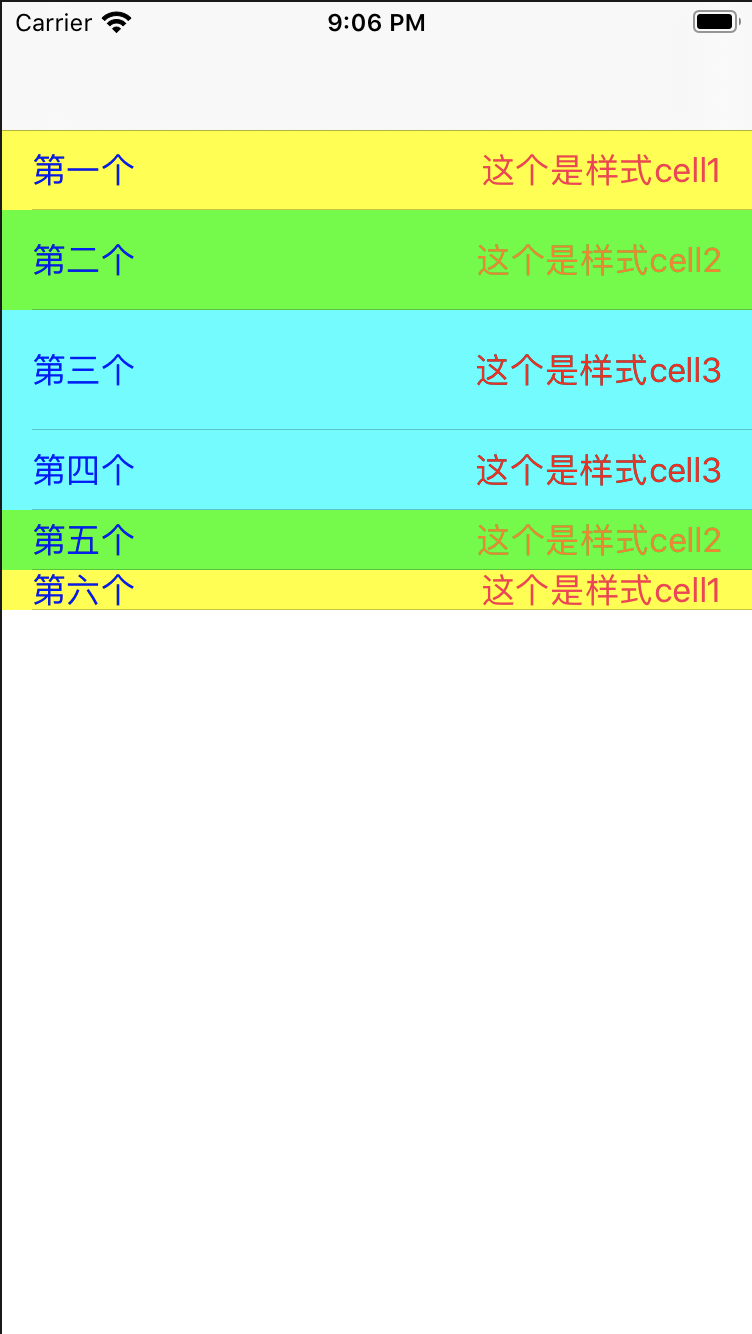 Carrier 9:06 PM
第一个 这个是样式cell1
第二个 这个是样式cell2
第三个 这个是样式cell3
第四个 这个是样式cell3
第五个 这个是样式cell2
第六个 这个是样式cell1